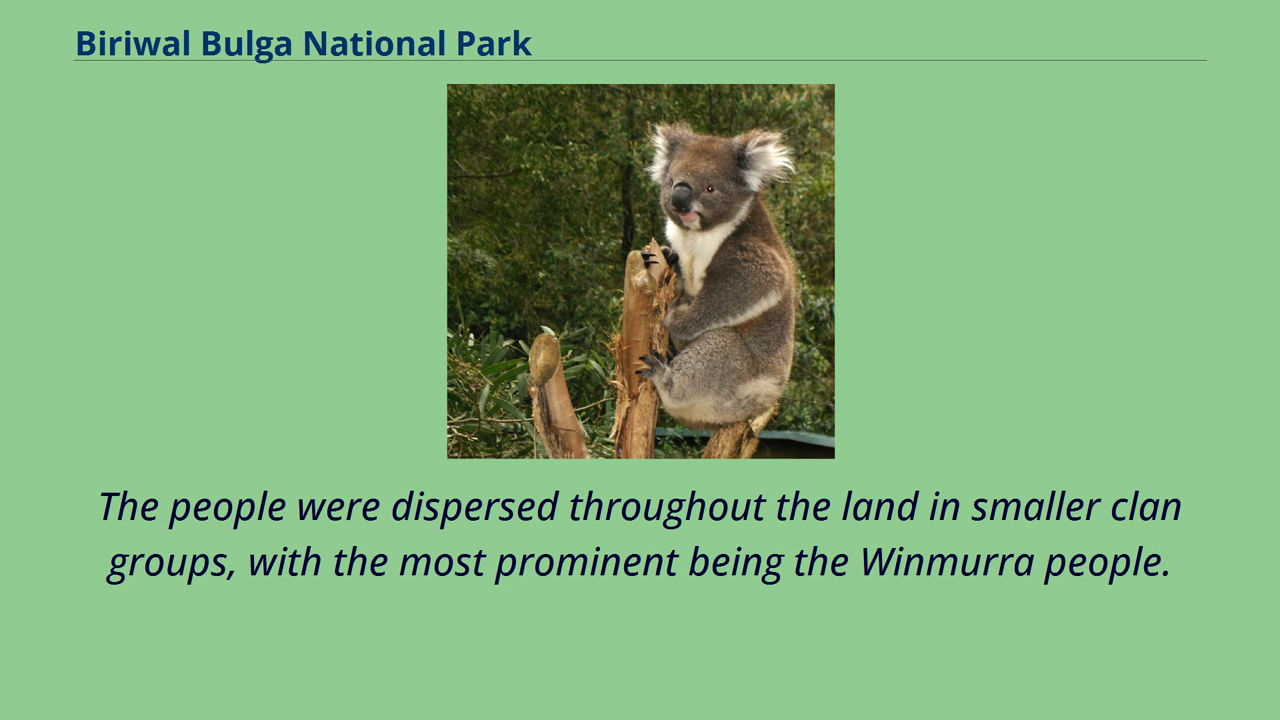 Biriwal Bulga National Park
The people were dispersed throughout the land in smaller clan
groups, with the most prominent being the Winmurra people.